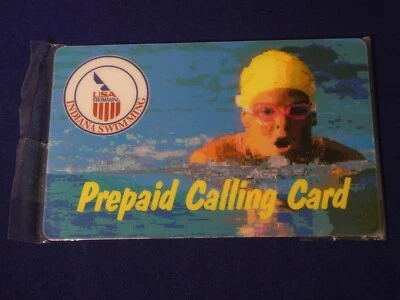 USA
SWIMMING
INDIANA SWIMMING
Prepaid Calling Card